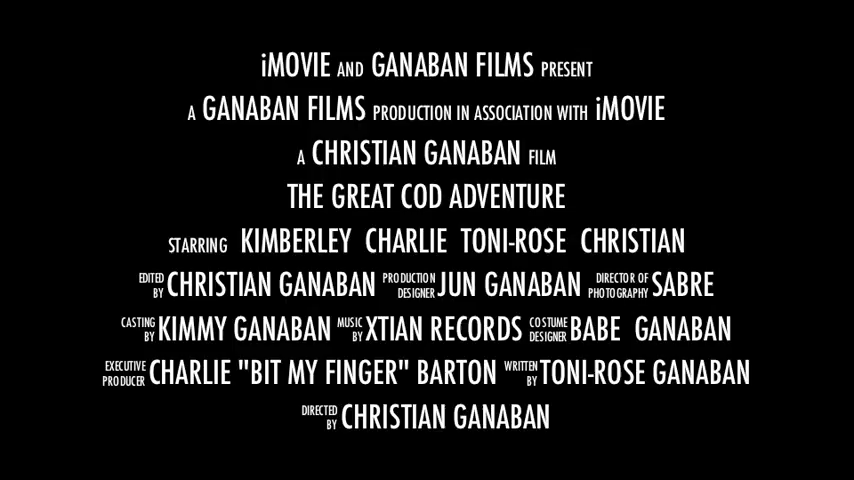 iMOVIE AND GANABAN FILMS PRESENT
A GANABAN FILMS PRODUCTION IN ASSOCIATION WITH iMOVIE
A CHRISTIAN GANABAN FILM
THE GREAT COD ADVENTURE
STARRING KIMBERLEY CHARLIE TONI-ROSE CHRISTIAN
EDITED BY CHRISTIAN GANABAN PRODUCTION DESIGNER JUN GANABAN DIRECTOR OF PHOTOGRAPHY SABRE
CASTING BY KIMMY GANABAN MUSIC BY XTIAN RECORDS COSTUME DESIGNER BABE GANABAN
EXECUTIVE PRODUCER CHARLIE "BIT MY FINGER" BARTON WRITTEN BY TONI-ROSE GANABAN
DIRECTED BY CHRISTIAN GANABAN